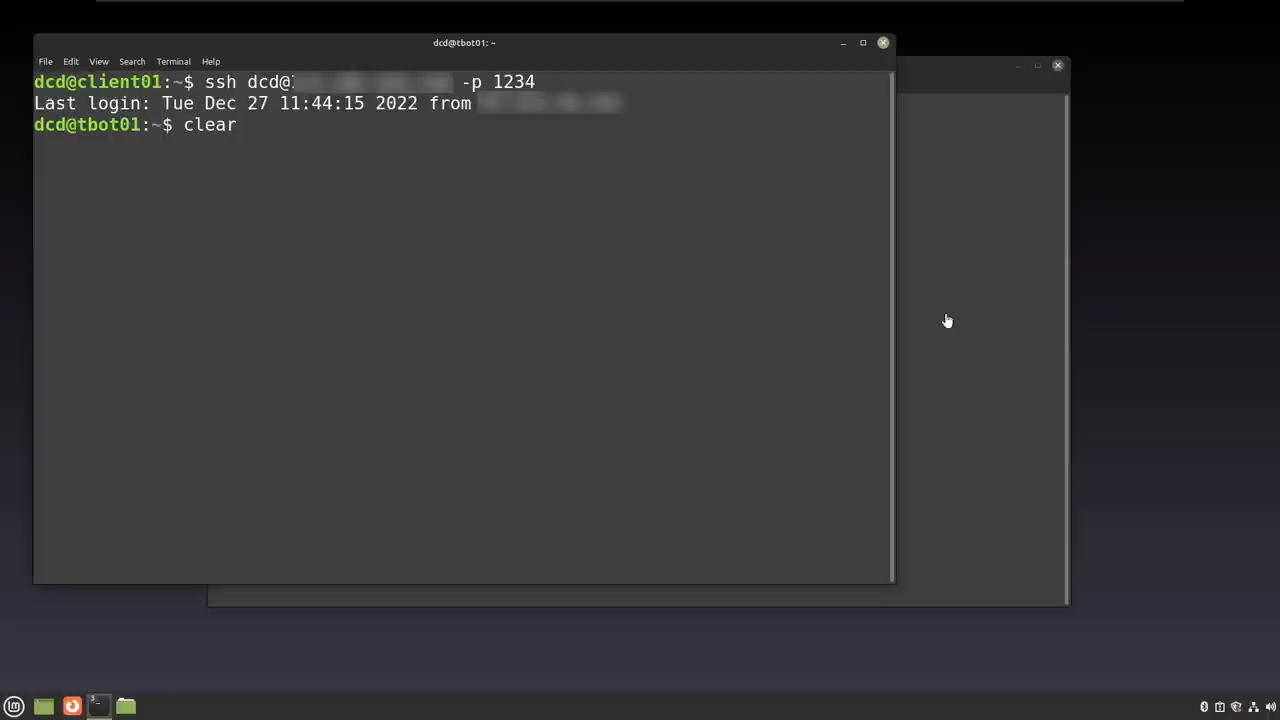 dcd@tbot01: ~
File Edit View Search Terminal Help
dcd@client01:~$ ssh dcd@ -p 1234
Last login: Tue Dec 27 11:44:15 2022 from
dcd@tbot01:~$ clear